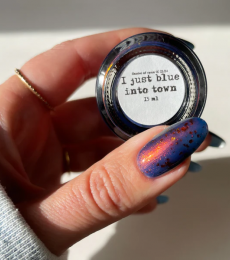 I just blue
into town
15 ml